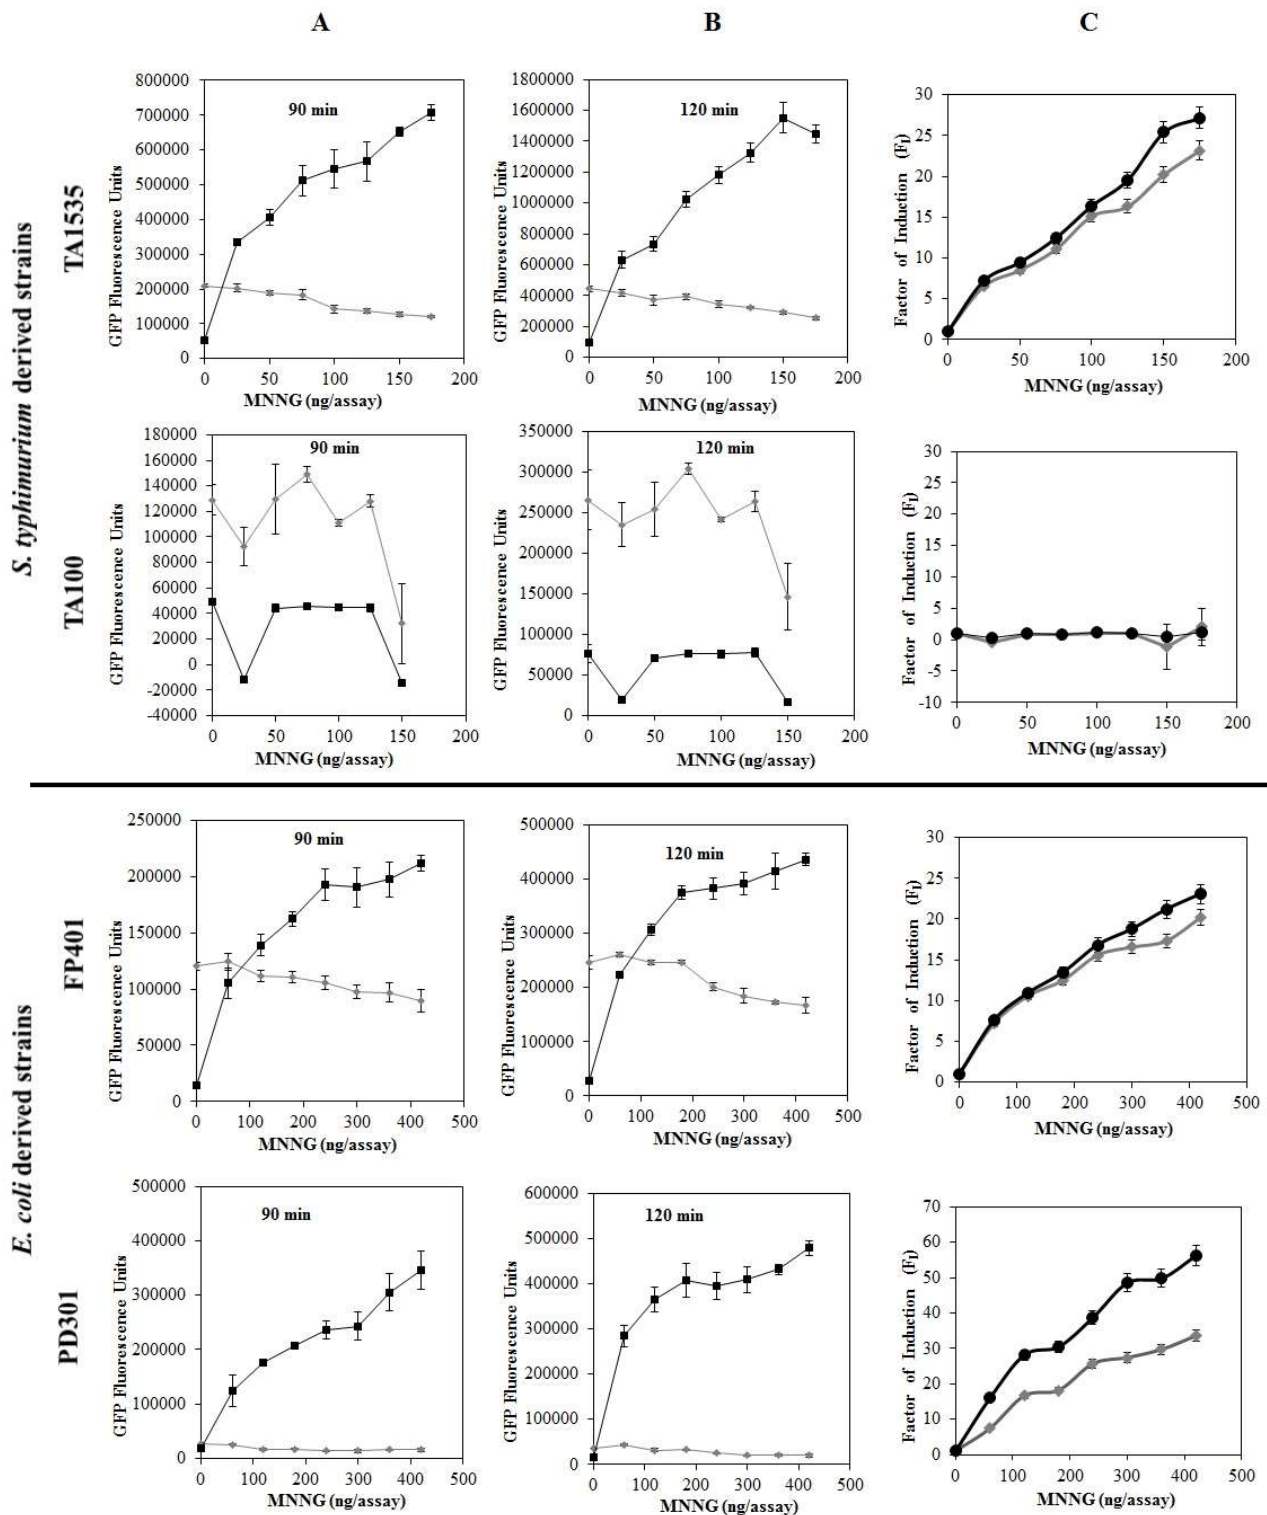 A
B
C
S. typhimurium derived strains
TA1535
GFP Fluorescence Units
800000
700000
600000
500000
400000
300000
200000
100000
0
90 min
0 50 100 150 200
MNNG (ng/assay)
GFP Fluorescence Units
1800000
1600000
1400000
1200000
1000000
800000
600000
400000
200000
0
120 min
0 50 100 150 200
MNNG (ng/assay)
Factor of Induction (FI)
30
25
20
15
10
5
0
0 50 100 150 200
MNNG (ng/assay)
TA100
GFP Fluorescence Units
180000
160000
140000
120000
100000
80000
60000
40000
20000
0
-20000
-40000
90 min
0 50 100 150 200
MNNG (ng/assay)
GFP Fluorescence Units
350000
300000
250000
200000
150000
100000
50000
0
120 min
0 50 100 150 200
MNNG (ng/assay)
Factor of Induction (FI)
30
25
20
15
10
5
0
-5
-10
0 50 100 150 200
MNNG (ng/assay)
E. coli derived strains
FP401
GFP Fluorescence Units
250000
200000
150000
100000
50000
0
90 min
0 100 200 300 400 500
MNNG (ng/assay)
GFP Fluorescence Units
500000
400000
300000
200000
100000
0
120 min
0 100 200 300 400 500
MNNG (ng/assay)
Factor of Induction (FI)
30
25
20
15
10
5
0
0 100 200 300 400 500
MNNG (ng/assay)
PD301
GFP Fluorescence Units
500000
400000
300000
200000
100000
0
90 min
0 100 200 300 400 500
MNNG (ng/assay)
GFP Fluorescence Units
600000
500000
400000
300000
200000
100000
0
120 min
0 100 200 300 400 500
MNNG (ng/assay)
Factor of Induction (FI)
70
60
50
40
30
20
10
0
0 100 200 300 400 500
MNNG (ng/assay)